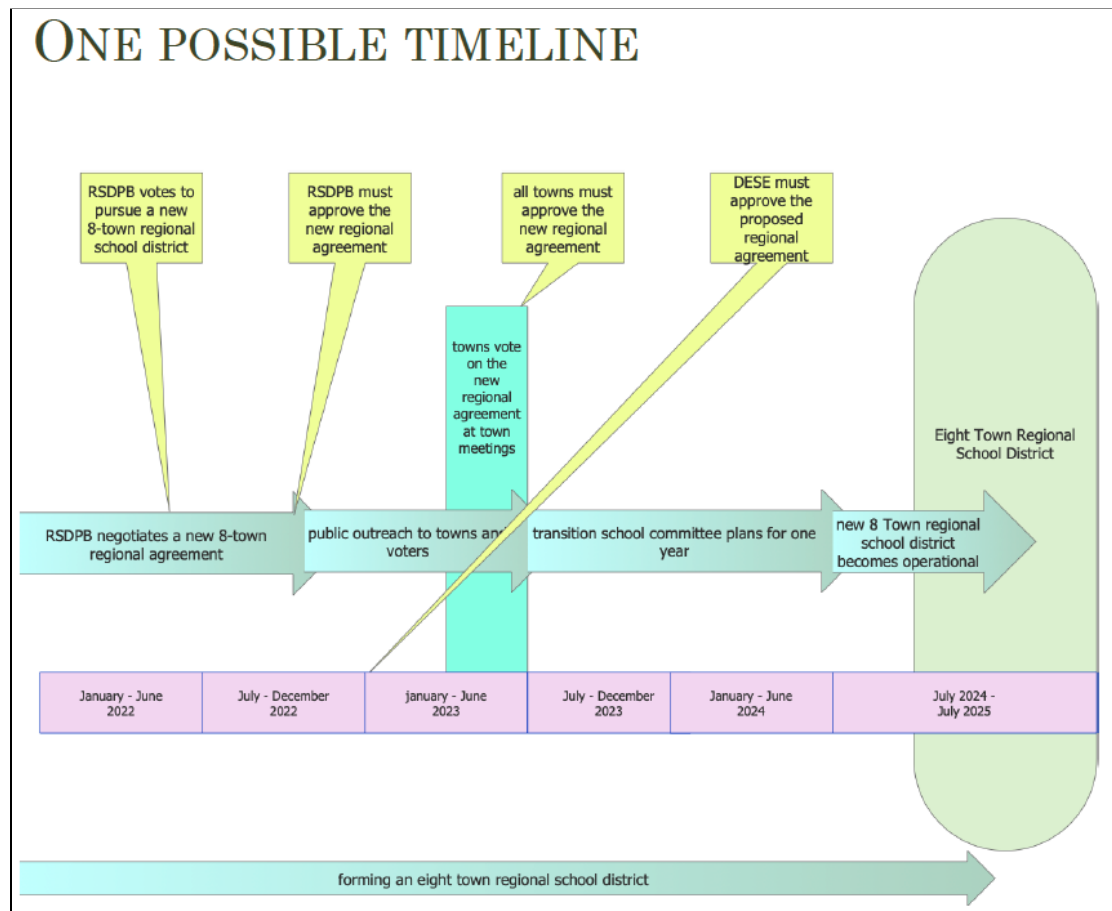 ONE POSSIBLE TIMELINE
RSDPB votes to
pursue a new
8-town regional
school district
RSDPB must
approve the
new regional
agreement
all towns must
approve the
new regional
agreement
DESE must
approve the
proposed
regional
agreement
towns vote
on the
new
regional
agreement
at town
meetings
Eight Town Regional
School District
RSDPB negotiates a new 8-town
regional agreement
public outreach to towns and
voters
transition school committee plans for one
year
new 8 Town regional
school district
becomes operational
January - June
2022
July - December
2022
january - June
2023
July - December
2023
January - June
2024
July 2024 -
July 2025
forming an eight town regional school district